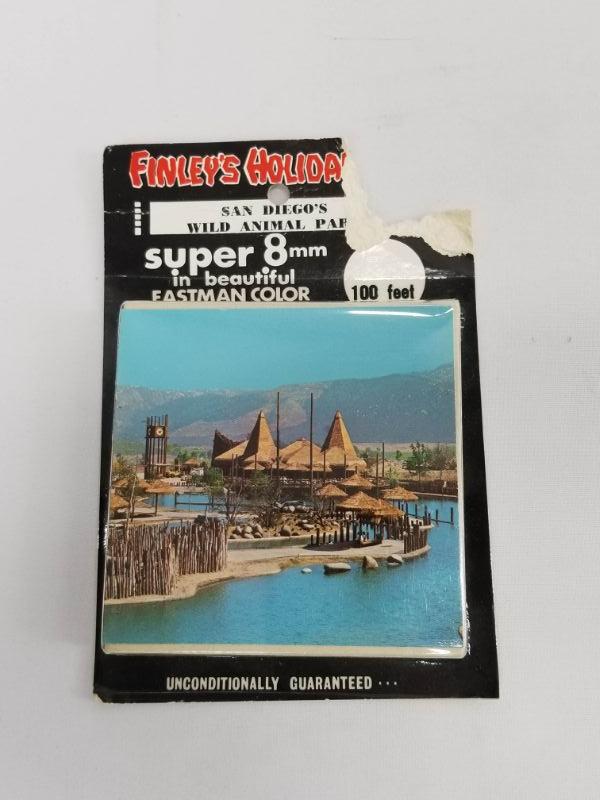 FINLEY'S HOLIDA
SAN DIEGO'S
WILD ANIMAL PAR
super 8mm
in beautiful
EASTMAN COLOR
100 feet
UNCONDITIONALLY GUARANTEED ...